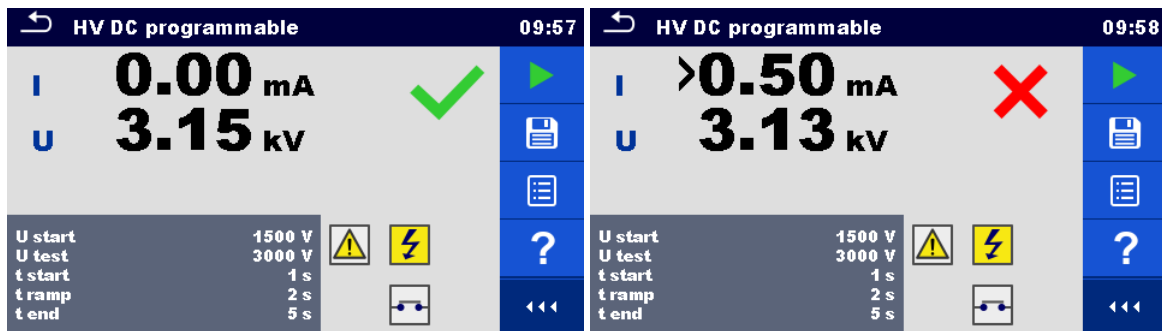 HV DC programmable 09:57
I 0.00 mA
U 3.15 kV
U start 1500 V
U test 3000 V
t start 1 s
t ramp 2 s
t end 5 s
?
HV DC programmable 09:58
I >0.50 mA
U 3.13 kV
U start 1500 V
U test 3000 V
t start 1 s
t ramp 2 s
t end 5 s
?